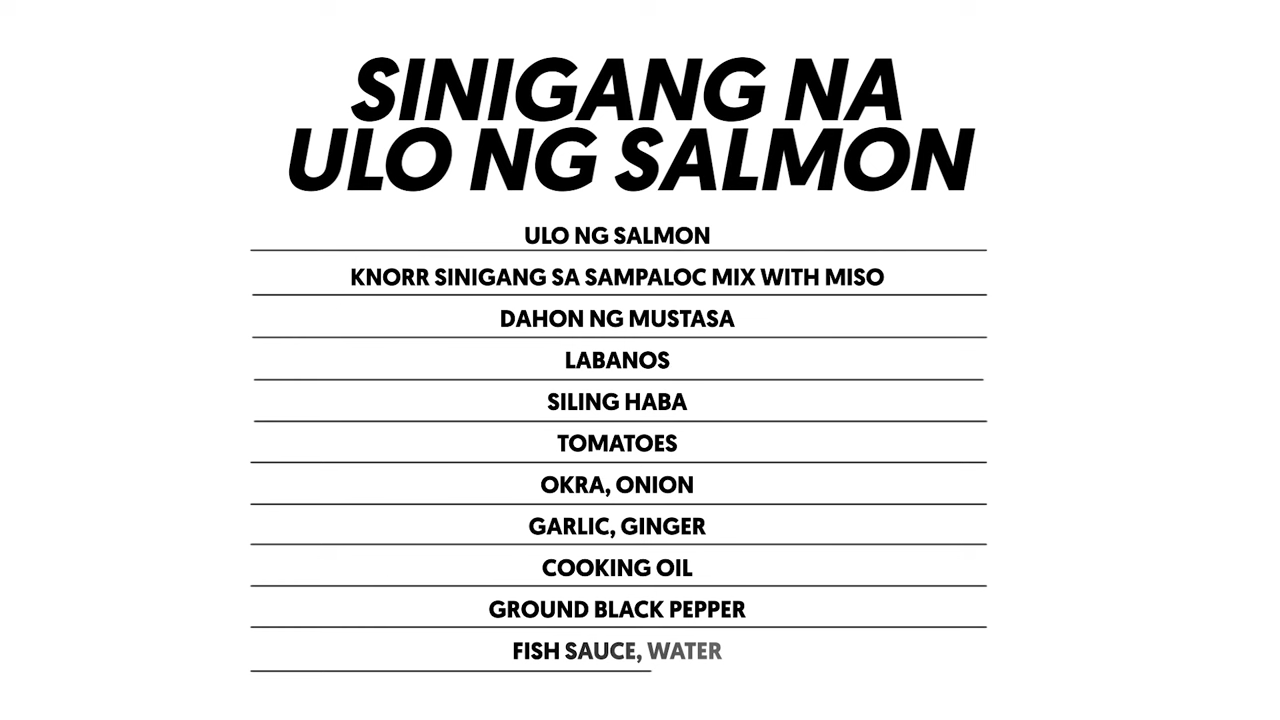 SINIGANG NA
ULO NG SALMON
ULO NG SALMON
KNORR SINIGANG SA SAMPALOC MIX WITH MISO
DAHON NG MUSTASA
LABANOS
SILING HABA
TOMATOES
OKRA, ONION
GARLIC, GINGER
COOKING OIL
GROUND BLACK PEPPER
FISH SAUCE, WATER